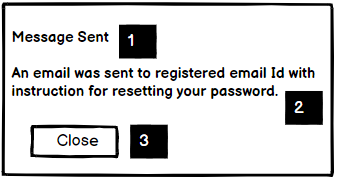 Message Sent 1
An email was sent to registered email Id with
instruction for resetting your password.
2
Close 3